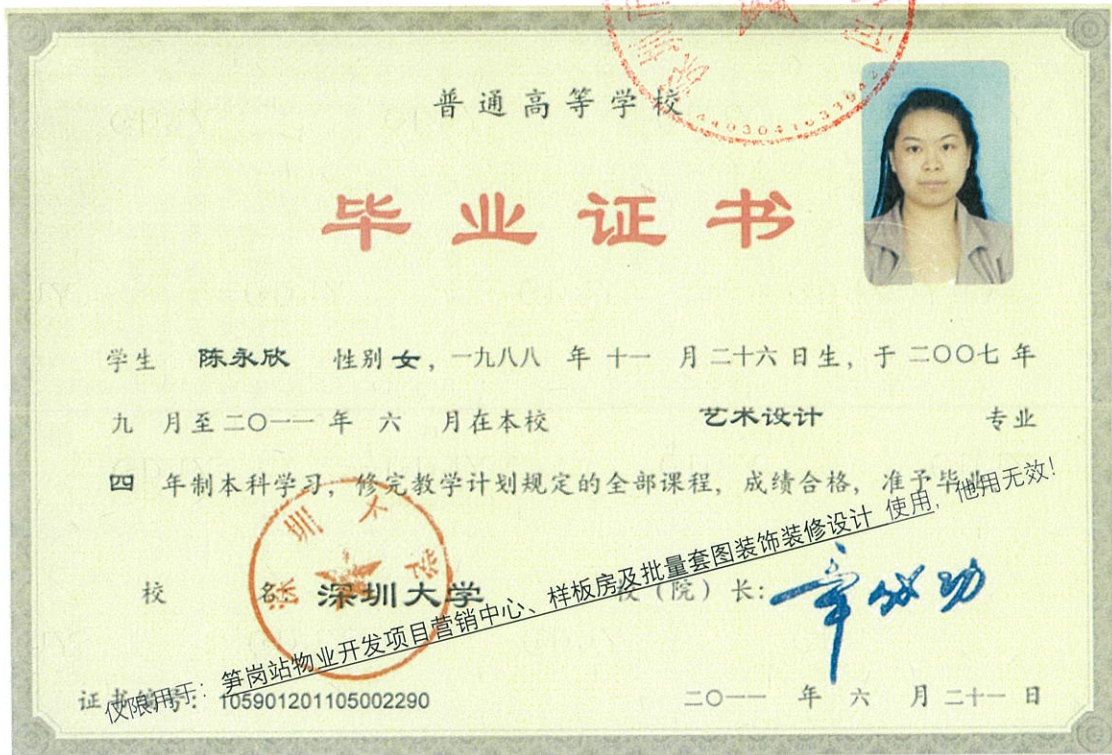 普通高等学校
毕业证书
学生 陈永欣 性别 女，一九八八 年 十一 月 二十六 日生，于 二〇〇七 年
九 月至 二〇一一 年 六 月在本校 艺术设计 专业
四 年制本科学习，修完教学计划规定的全部课程，成绩合格，准予毕业
校 名：深圳大学 校（院）长：章必功
证书编号：105901201105002290 二〇一一 年 六 月 二十一 日
仅限用于：笋岗站物业开发项目营销中心、样板房及批量套图装饰装修设计 使用，他用无效！
深圳大学